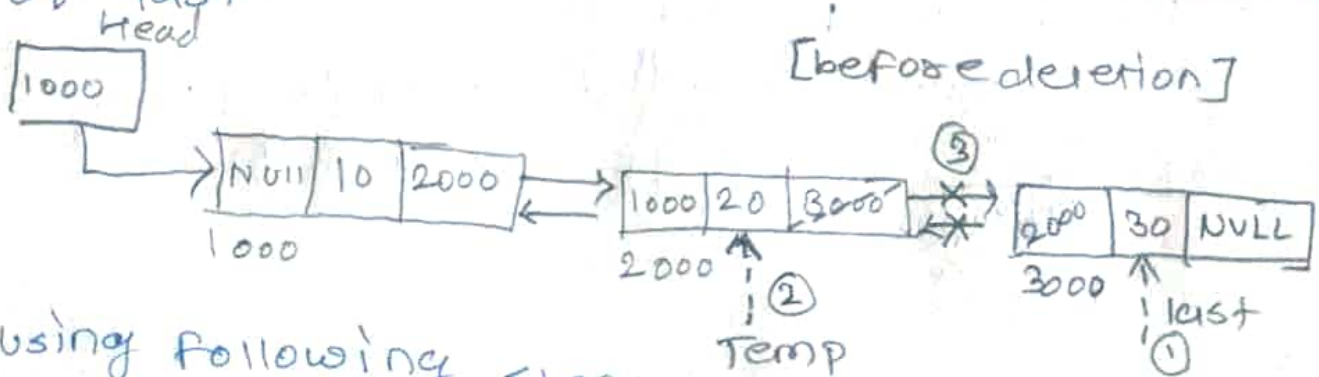 Head
1000
[before deletion]
③
NUll 10 2000
1000 20 3000
2000 30 NULL
1000
2000
②
3000
last
Temp
①
using following